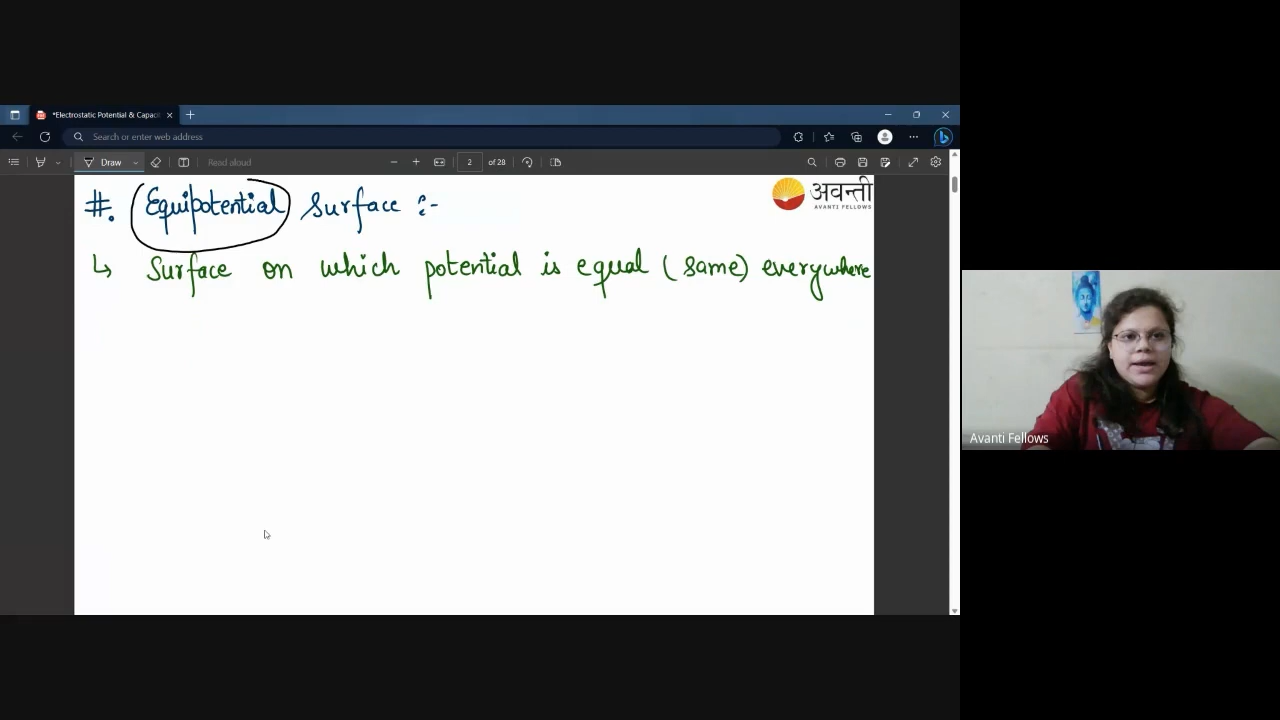 *Electrostatic Potential & Capaci
Search or enter web address
Draw
Read aloud
2 of 28
#. Equipotential Surface :-
अवन्ती
AVANTI FELLOWS
↳ Surface on which potential is equal (same) everywhere
Avanti Fellows